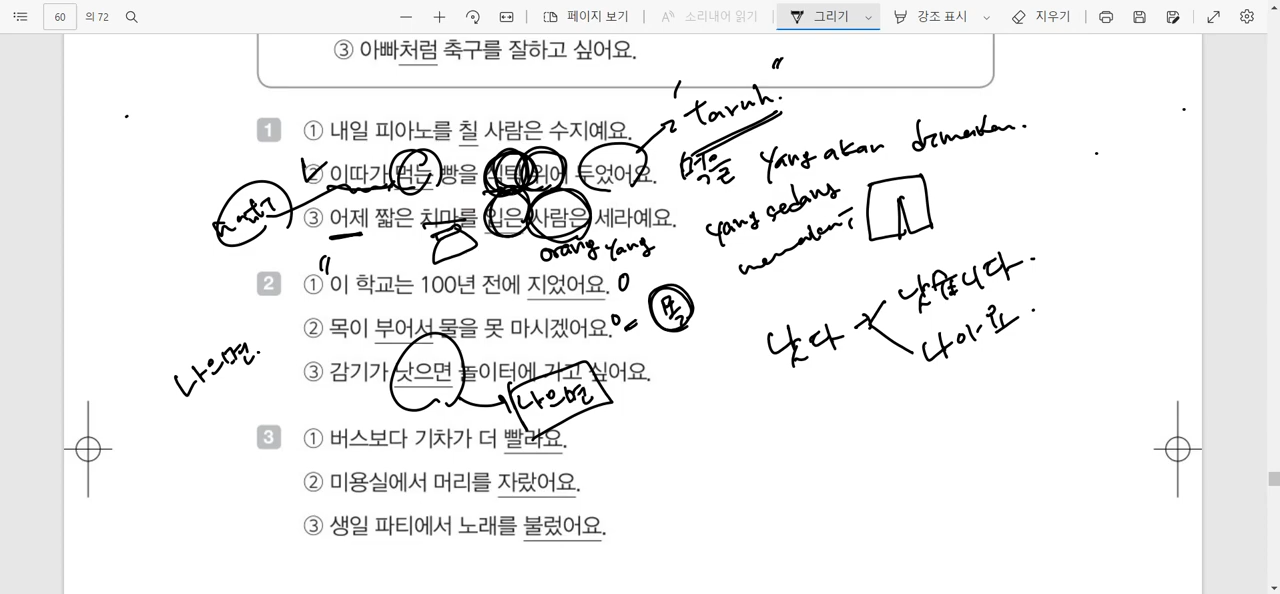 60 의 72 페이지 보기 소리내어 읽기 그리기 강조 표시 지우기
③ 아빠처럼 축구를 잘하고 싶어요.
" taruh. "
1 ① 내일 피아노를 칠 사람은 수지예요.
② 이따가 먹는 빵을 식탁 위에 두었어요.
먹을 yang akan dimakan.
③ 어제 짧은 치마를 입은 사람은 세라예요.
yang sedang
orang yang
2 ① 이 학교는 100년 전에 지었어요.
② 목이 부어서 물을 못 마시겠어요.
낫다
낫습니다.
나아요.
③ 감기가 낫으면 놀이터에 가고 싶어요.
나으면.
나으면
3 ① 버스보다 기차가 더 빨라요.
② 미용실에서 머리를 자랐어요.
③ 생일 파티에서 노래를 불렀어요.